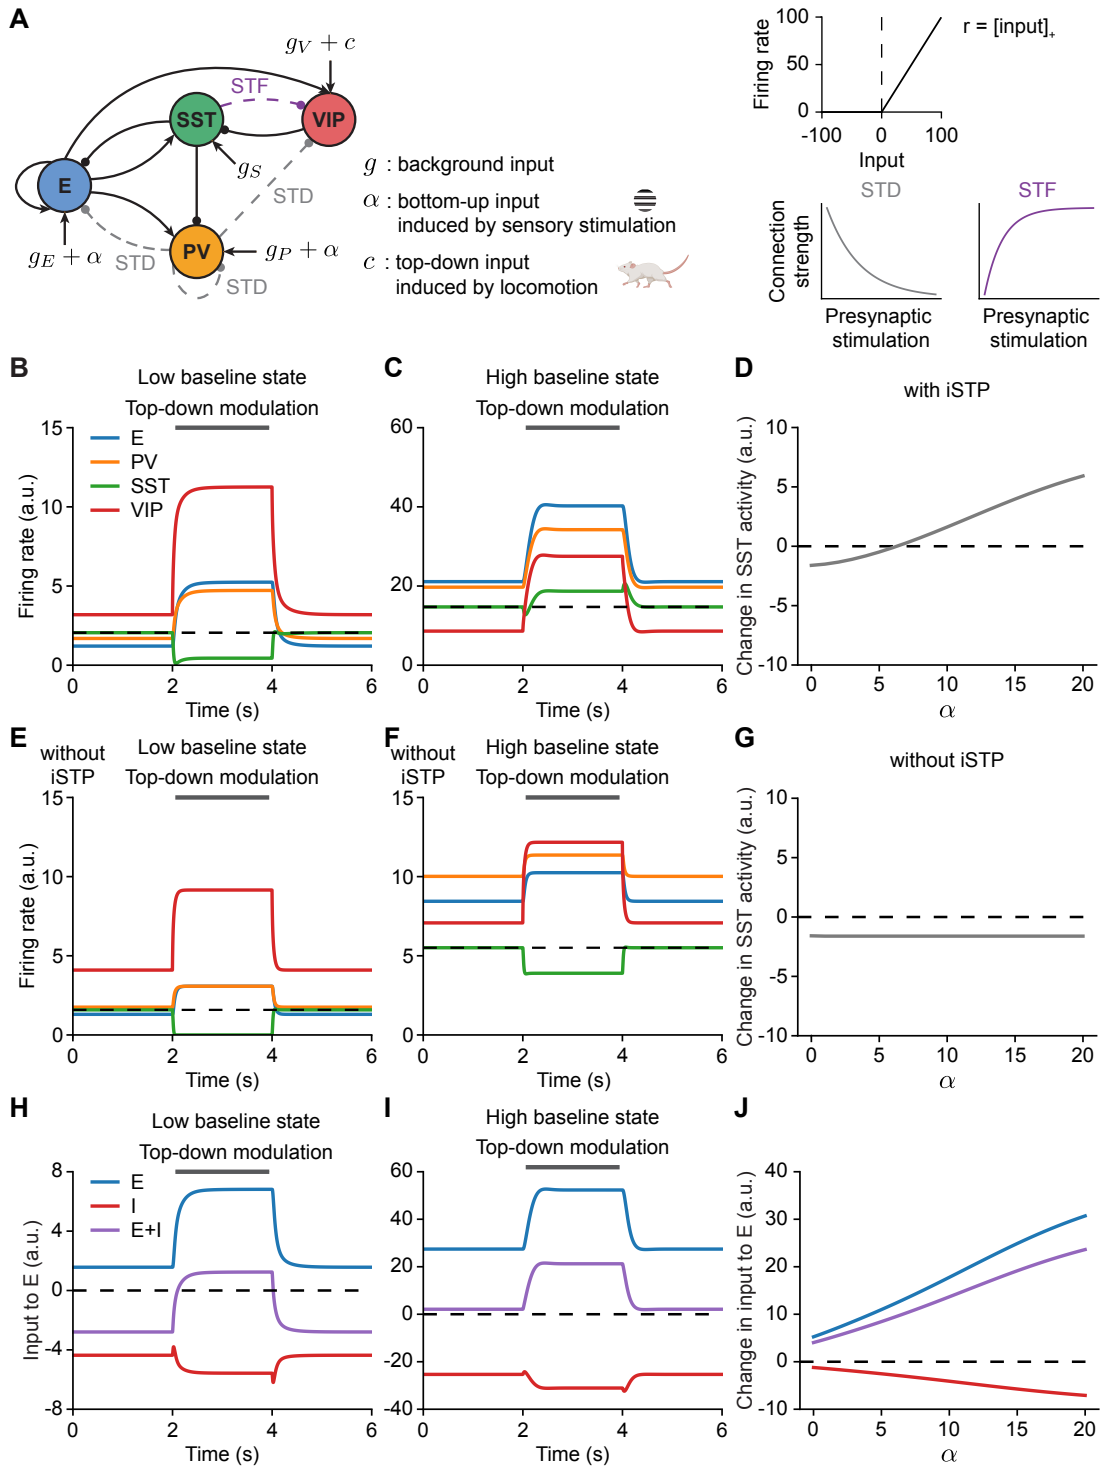 A
g_V + c
STF
SST
VIP
E
g_S
STD
PV
g_E + α
STD
g_P + α
STD
g : background input
α : bottom-up input
induced by sensory stimulation
c : top-down input
induced by locomotion
Firing rate
100
50
0
-100
0
100
Input
r = [input]₊
STD
STF
Connection
strength
Presynaptic
stimulation
Presynaptic
stimulation
B
Low baseline state
Top-down modulation
E
PV
SST
VIP
Firing rate (a.u.)
15
10
5
0
0
2
4
6
Time (s)
C
High baseline state
Top-down modulation
60
40
20
0
0
2
4
6
Time (s)
D
with iSTP
Change in SST activity (a.u.)
10
5
0
-5
-10
0
5
10
15
20
α
E
without
iSTP
Low baseline state
Top-down modulation
Firing rate (a.u.)
15
10
5
0
0
2
4
6
Time (s)
F
without
iSTP
High baseline state
Top-down modulation
15
10
5
0
0
2
4
6
Time (s)
G
without iSTP
Change in SST activity (a.u.)
10
5
0
-5
-10
0
5
10
15
20
α
H
Low baseline state
Top-down modulation
E
I
E+I
Input to E (a.u.)
8
4
0
-4
-8
0
2
4
6
Time (s)
I
High baseline state
Top-down modulation
60
40
20
0
-20
-40
0
2
4
6
Time (s)
J
Change in input to E (a.u.)
40
30
20
10
0
-10
0
5
10
15
20
α